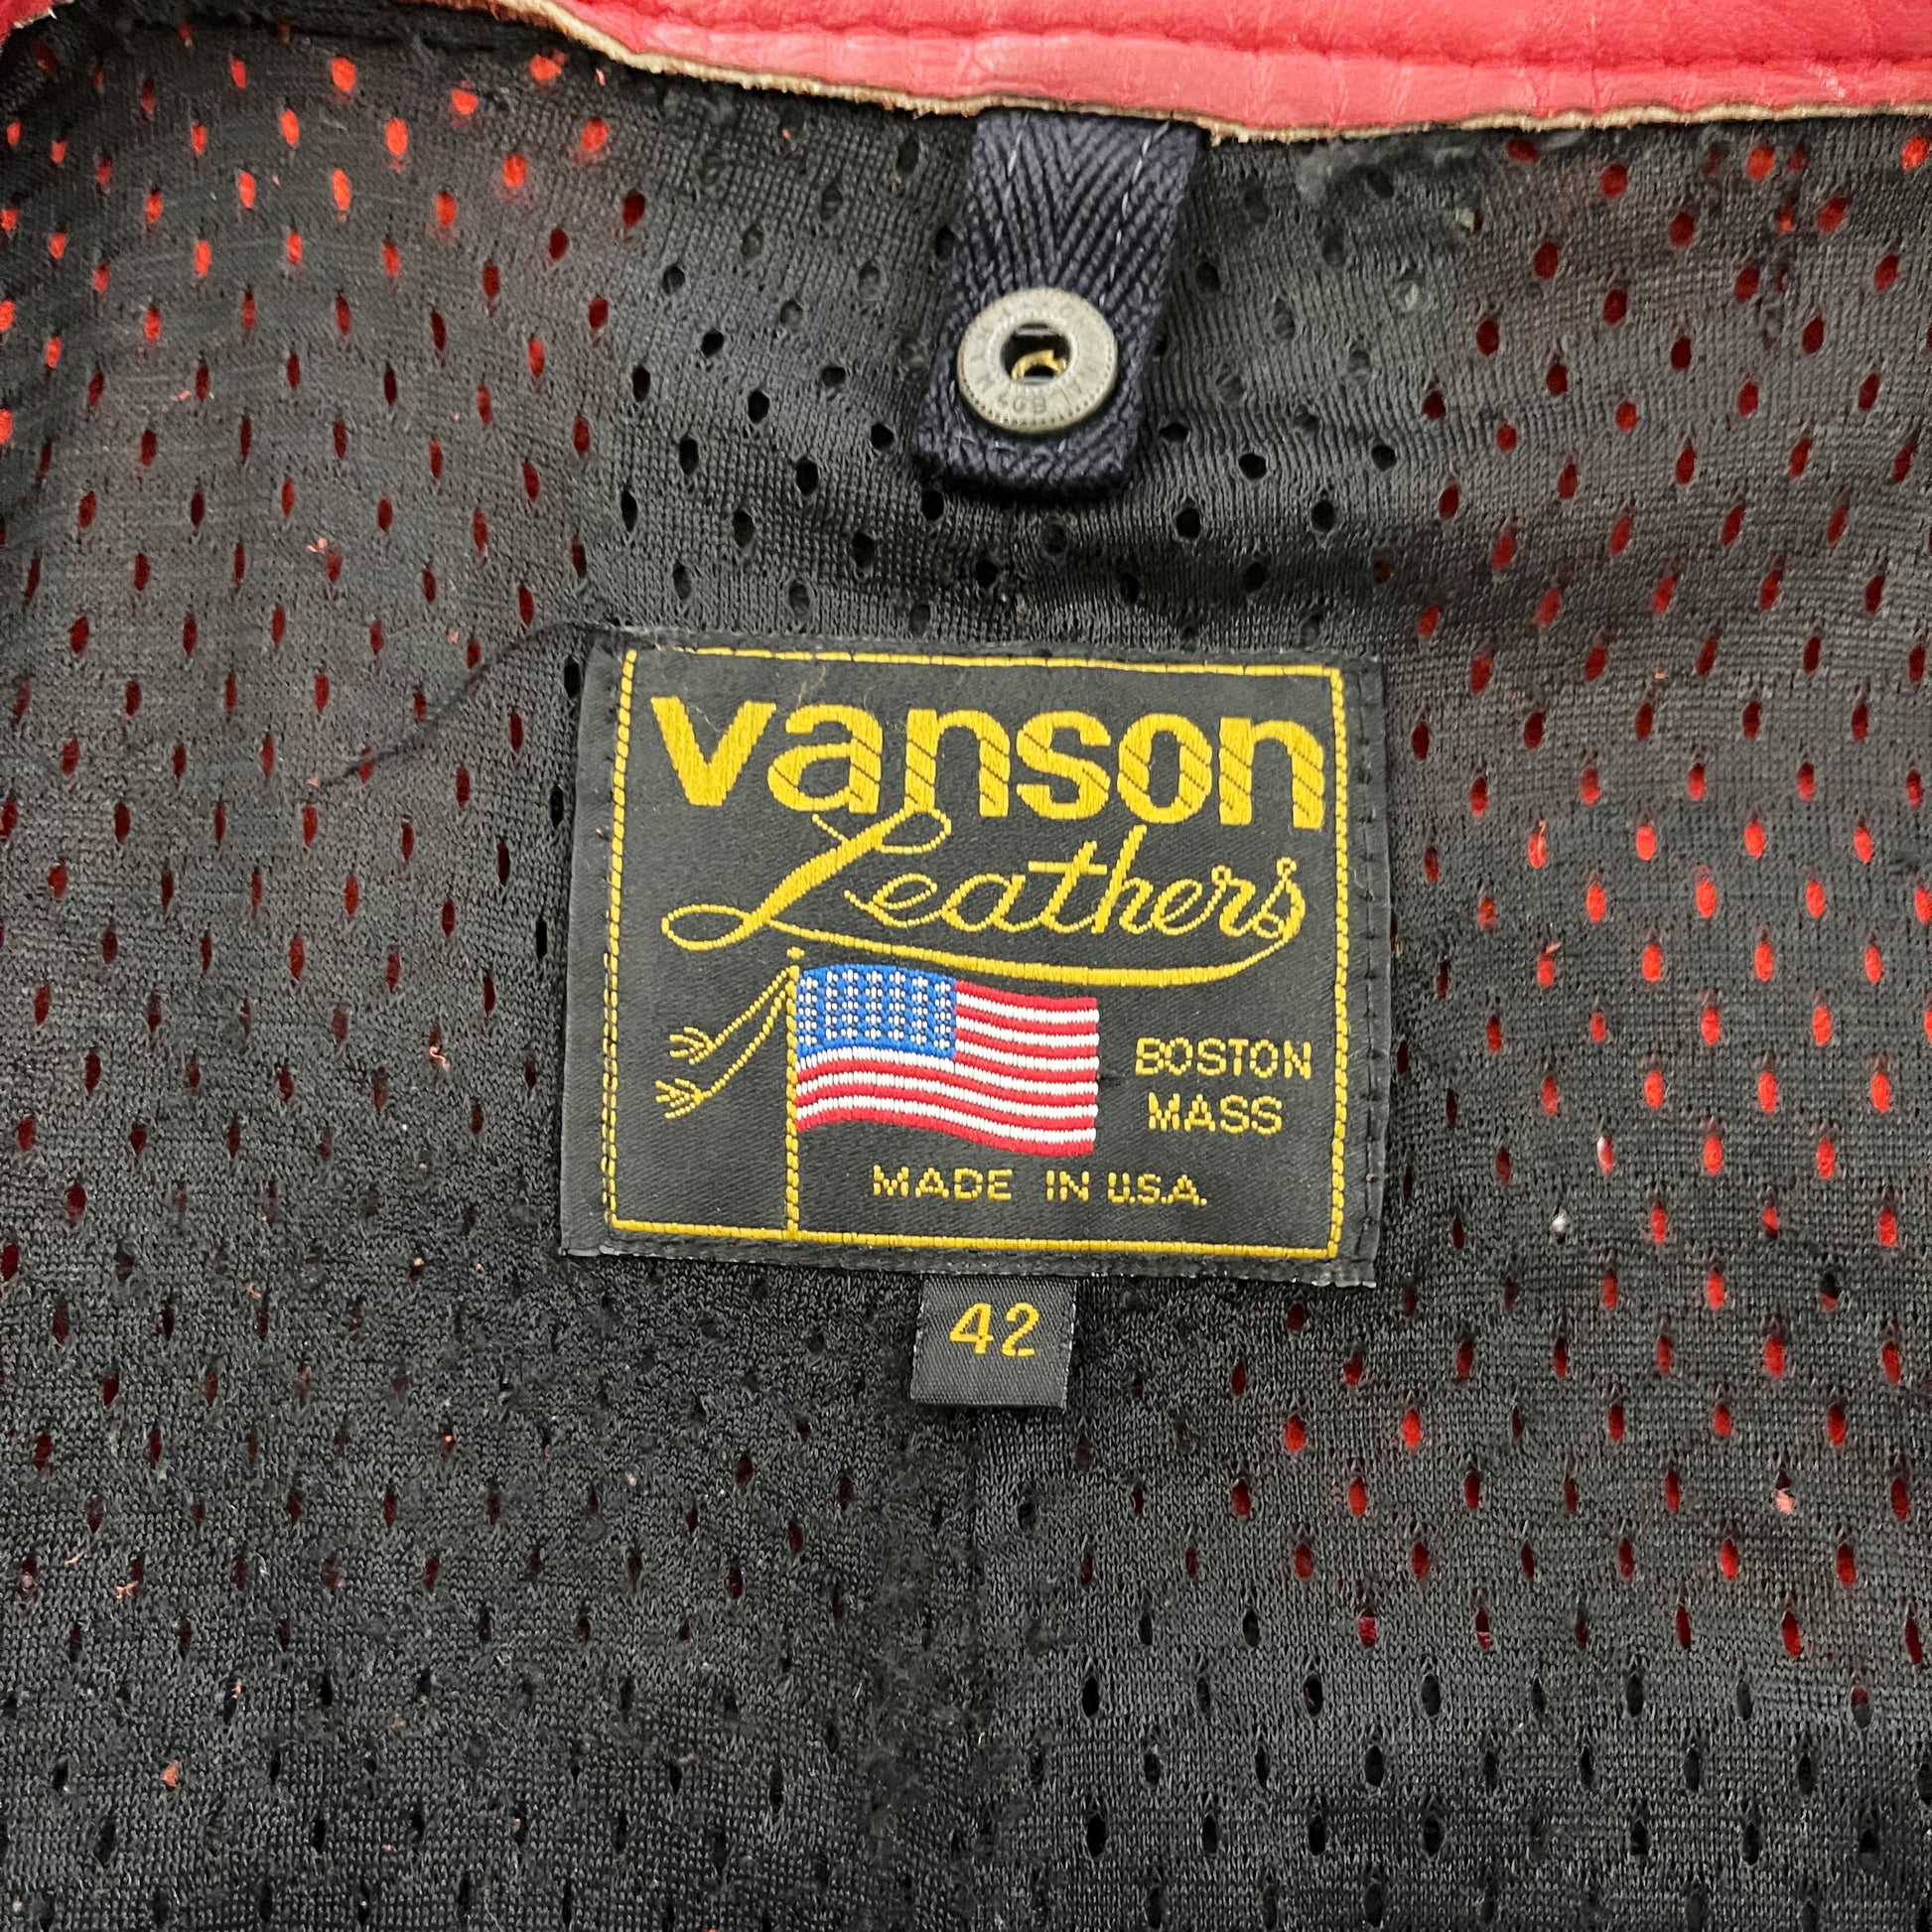 vanson
Leathers
BOSTON
MASS
MADE IN U.S.A.
42